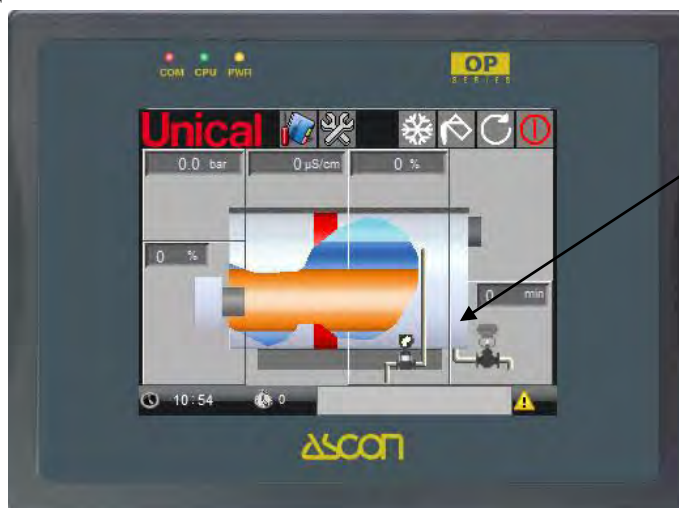 COM CPU PWR
OP
SERIES
Unical
0.0 bar
0 µS/cm
0 %
0 %
0 min
10:54
0
ASCON